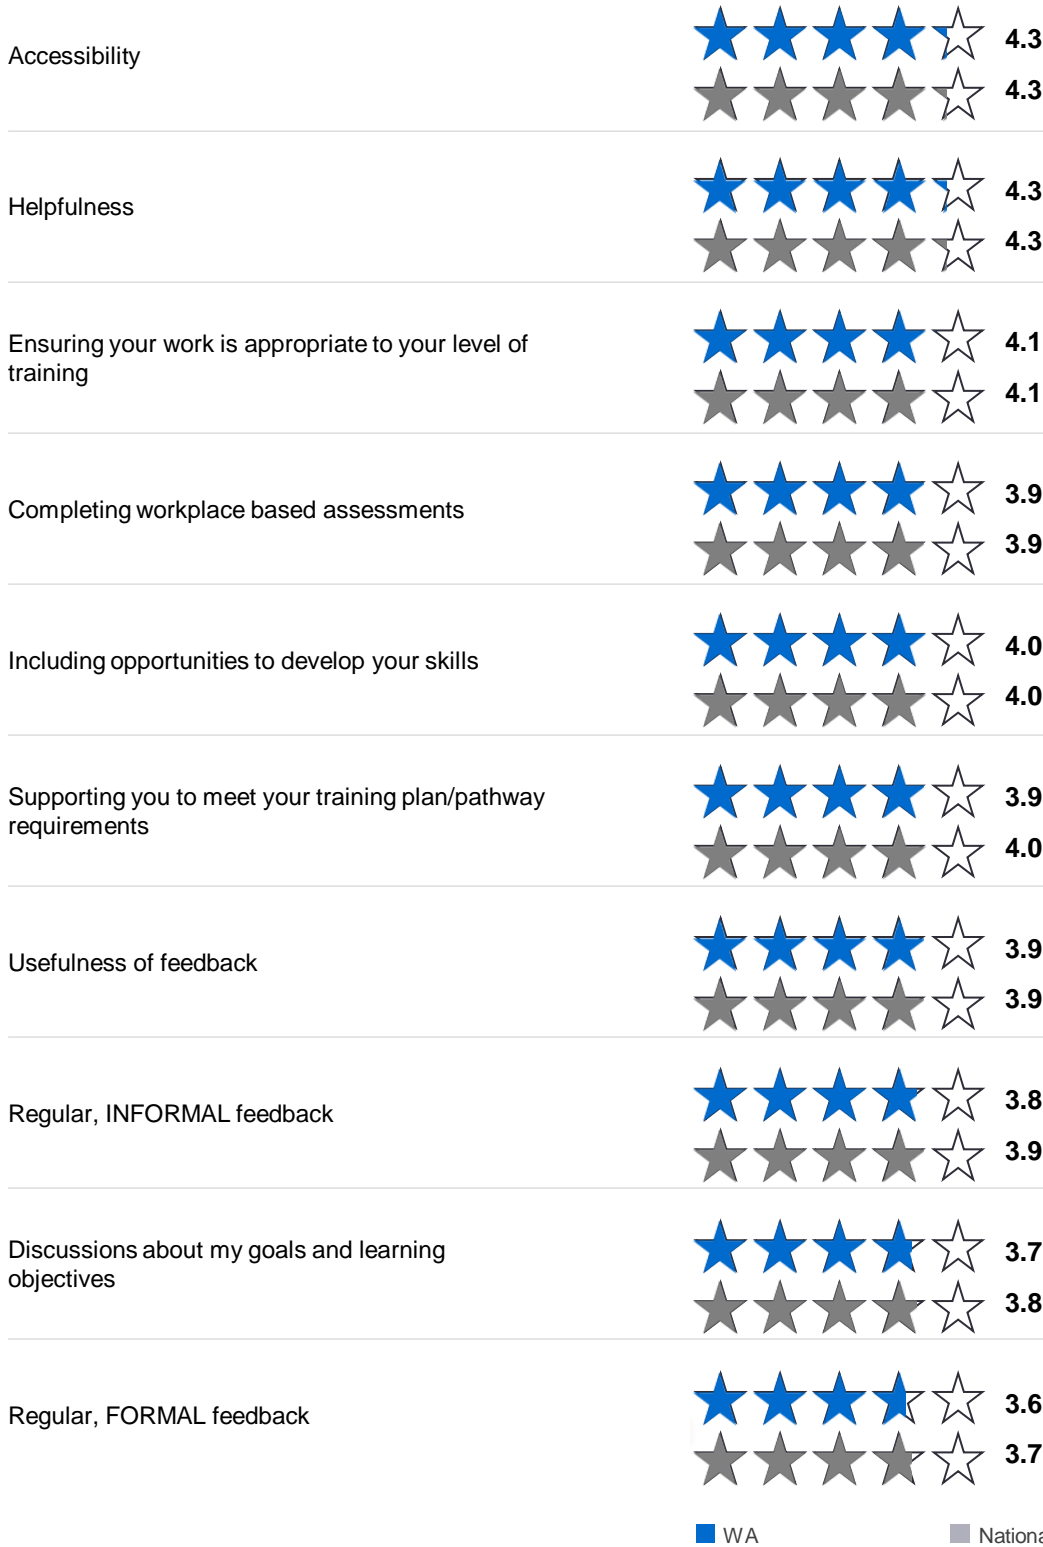 Accessibility
4.3
4.3
Helpfulness
4.3
4.3
Ensuring your work is appropriate to your level of
training
4.1
4.1
Completing workplace based assessments
3.9
3.9
Including opportunities to develop your skills
4.0
4.0
Supporting you to meet your training plan/pathway
requirements
3.9
4.0
Usefulness of feedback
3.9
3.9
Regular, INFORMAL feedback
3.8
3.9
Discussions about my goals and learning
objectives
3.7
3.8
Regular, FORMAL feedback
3.6
3.7
WA